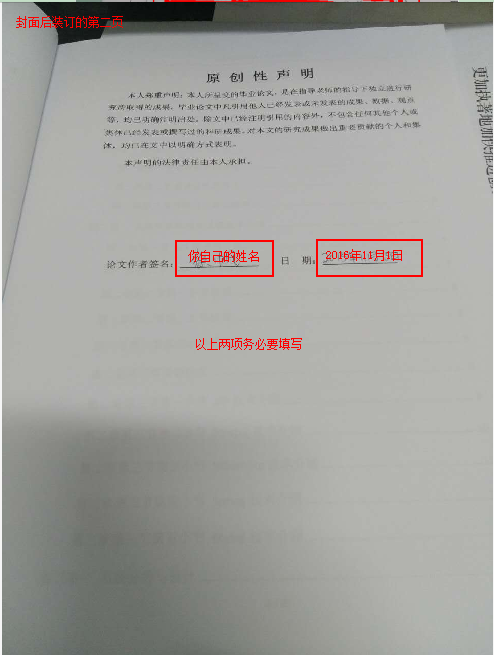 封面后装订的第二页
原创性声明
本人郑重声明:本人所呈交的毕业论文,是在指导老师的指导下独立进行研
究所取得的成果。毕业论文中凡引用他人已经发表或未发表的成果、数据、观点
等,均已明确注明出处。除文中已经注明引用的内容外,不包含任何其他个人或
集体已经发表或撰写过的科研成果。对本文的研究成果做出重要贡献的个人和集
体,均已在文中以明确方式表明。
本声明的法律责任由本人承担。
论文作者签名: 你自己的姓名 日 期: 2016年11月1日
以上两项务必要填写